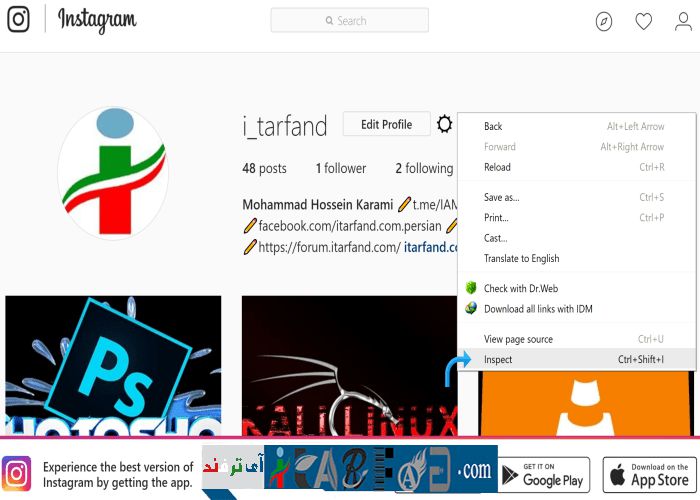 Instagram
Search
i_tarfand
Edit Profile
48 posts 1 follower 2 following
Mohammad Hossein Karami t.me/IAM
facebook.com/itarfand.com.persian
https://forum.itarfand.com/ itarfand.co
Back Alt+Left Arrow
Forward Alt+Right Arrow
Reload Ctrl+R
Save as... Ctrl+S
Print... Ctrl+P
Cast...
Translate to English
Check with Dr.Web
Download all links with IDM
View page source Ctrl+U
Inspect Ctrl+Shift+I
Ps
PHOTOSHO
KALI LINUX
Experience the best version of
Instagram by getting the app.
آی ترفند
.com
GET IT ON
Google Play
Download on the
App Store